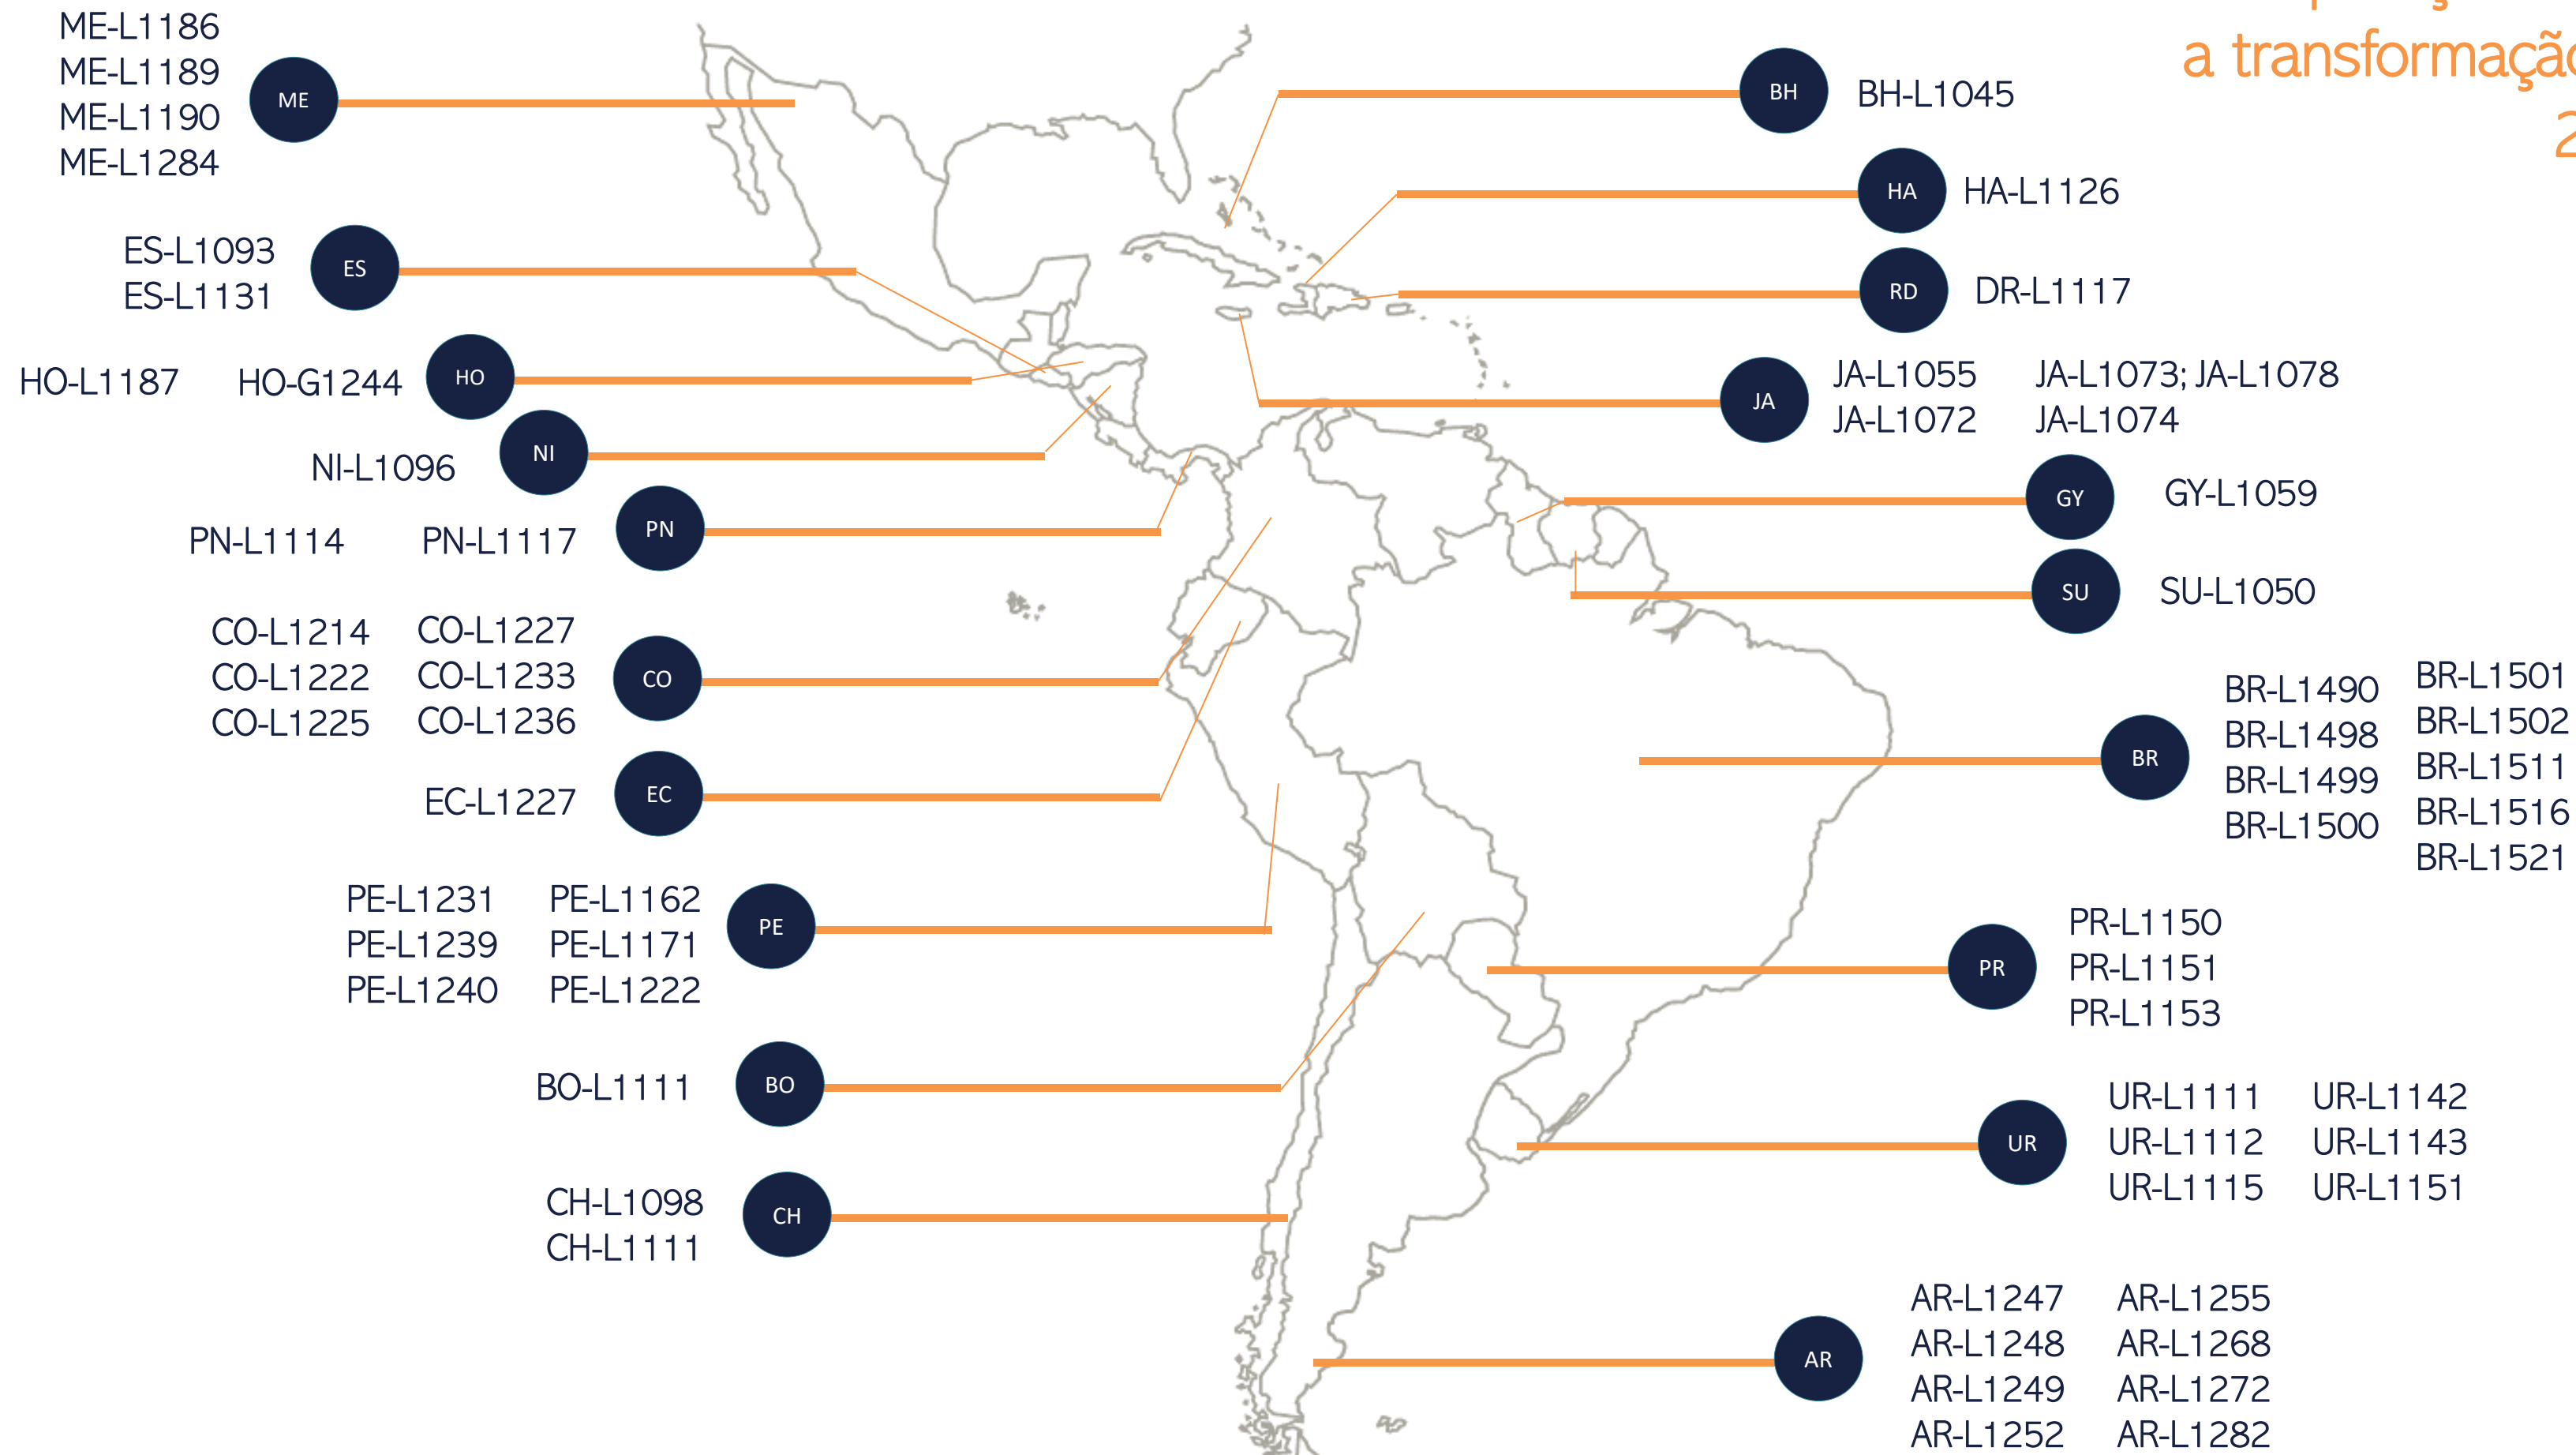 a transformação
ME-L1186
ME-L1189
ME-L1190
ME-L1284
ME
ES-L1093
ES-L1131
ES
HO-L1187 HO-G1244
HO
NI-L1096
NI
PN-L1114 PN-L1117
PN
CO-L1214 CO-L1227
CO-L1222 CO-L1233
CO-L1225 CO-L1236
CO
EC-L1227
EC
PE-L1231 PE-L1162
PE-L1239 PE-L1171
PE-L1240 PE-L1222
PE
BO-L1111
BO
CH-L1098
CH-L1111
CH
BH
BH-L1045
HA
HA-L1126
RD
DR-L1117
JA
JA-L1055 JA-L1073; JA-L1078
JA-L1072 JA-L1074
GY
GY-L1059
SU
SU-L1050
BR
BR-L1490
BR-L1498
BR-L1499
BR-L1500
BR-L1501
BR-L1502
BR-L1511
BR-L1516
BR-L1521
PR
PR-L1150
PR-L1151
PR-L1153
UR
UR-L1111 UR-L1142
UR-L1112 UR-L1143
UR-L1115 UR-L1151
AR
AR-L1247 AR-L1255
AR-L1248 AR-L1268
AR-L1249 AR-L1272
AR-L1252 AR-L1282